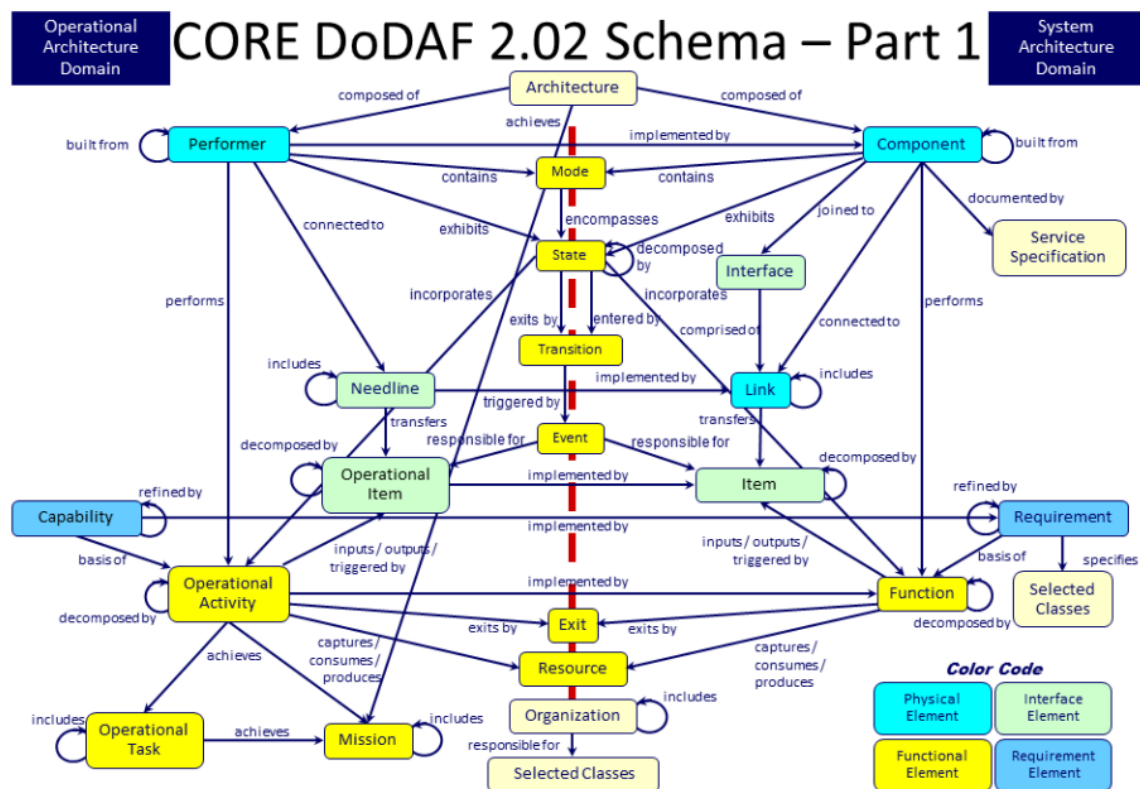 Operational
Architecture
Domain
CORE DoDAF 2.02 Schema – Part 1
System
Architecture
Domain
Architecture
composed of
composed of
achieves
built from
Performer
implemented by
Component
built from
Mode
contains
contains
encompasses
documented by
connected to
exhibits
exhibits
joined to
State
decomposed
by
Interface
Service
Specification
performs
incorporates
incorporates
performs
exits by
entered by
comprised of
connected to
Transition
includes
Needline
implemented by
Link
includes
triggered by
transfers
transfers
decomposed by
responsible for
Event
responsible for
decomposed by
Operational
Item
implemented by
Item
refined by
refined by
Capability
implemented by
Requirement
basis of
inputs / outputs /
triggered by
inputs / outputs /
triggered by
basis of
specifies
Operational
Activity
implemented by
Function
Selected
Classes
decomposed by
exits by
Exit
exits by
decomposed by
achieves
captures /
consumes /
produces
Resource
captures /
consumes /
produces
Color Code
Physical
Element
Interface
Element
Functional
Element
Requirement
Element
includes
Operational
Task
achieves
Mission
includes
Organization
includes
responsible for
Selected Classes